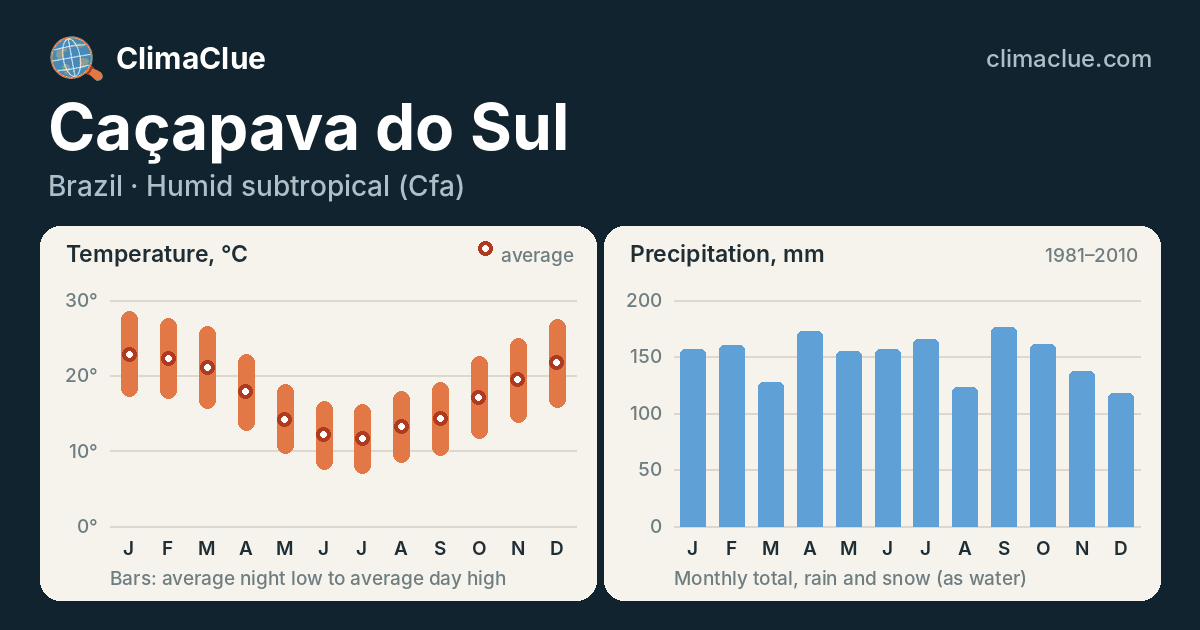 ClimaClue
climaclue.com
Caçapava do Sul
Brazil · Humid subtropical (Cfa)
Temperature, °C
average
30°
20°
10°
0°
J F M A M J J A S O N D
Bars: average night low to average day high
Precipitation, mm
1981–2010
200
150
100
50
0
J F M A M J J A S O N D
Monthly total, rain and snow (as water)